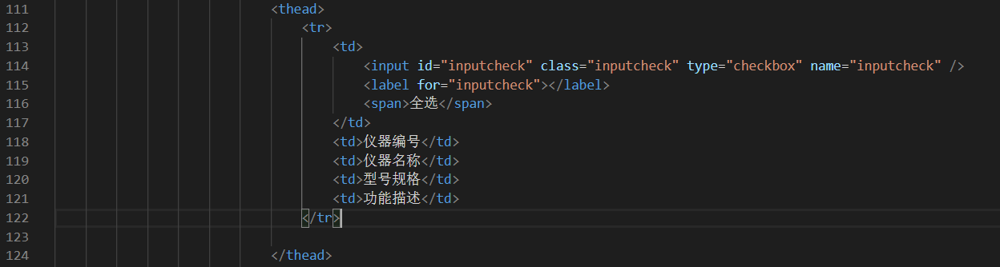 111 <thead>
112 <tr>
113 <td>
114 <input id="inputcheck" class="inputcheck" type="checkbox" name="inputcheck" />
115 <label for="inputcheck"></label>
116 <span>全选</span>
117 </td>
118 <td>仪器编号</td>
119 <td>仪器名称</td>
120 <td>型号规格</td>
121 <td>功能描述</td>
122 </tr>
123
124 </thead>